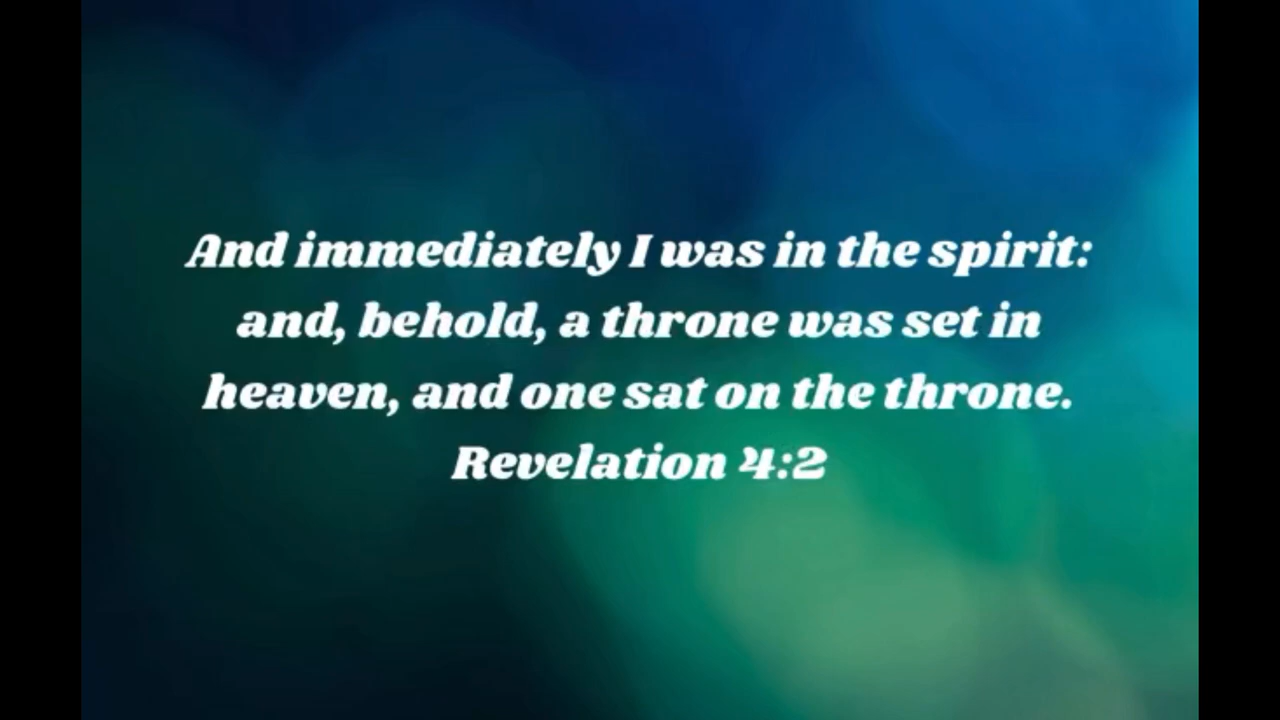 And immediately I was in the spirit:
and, behold, a throne was set in
heaven, and one sat on the throne.
Revelation 4:2